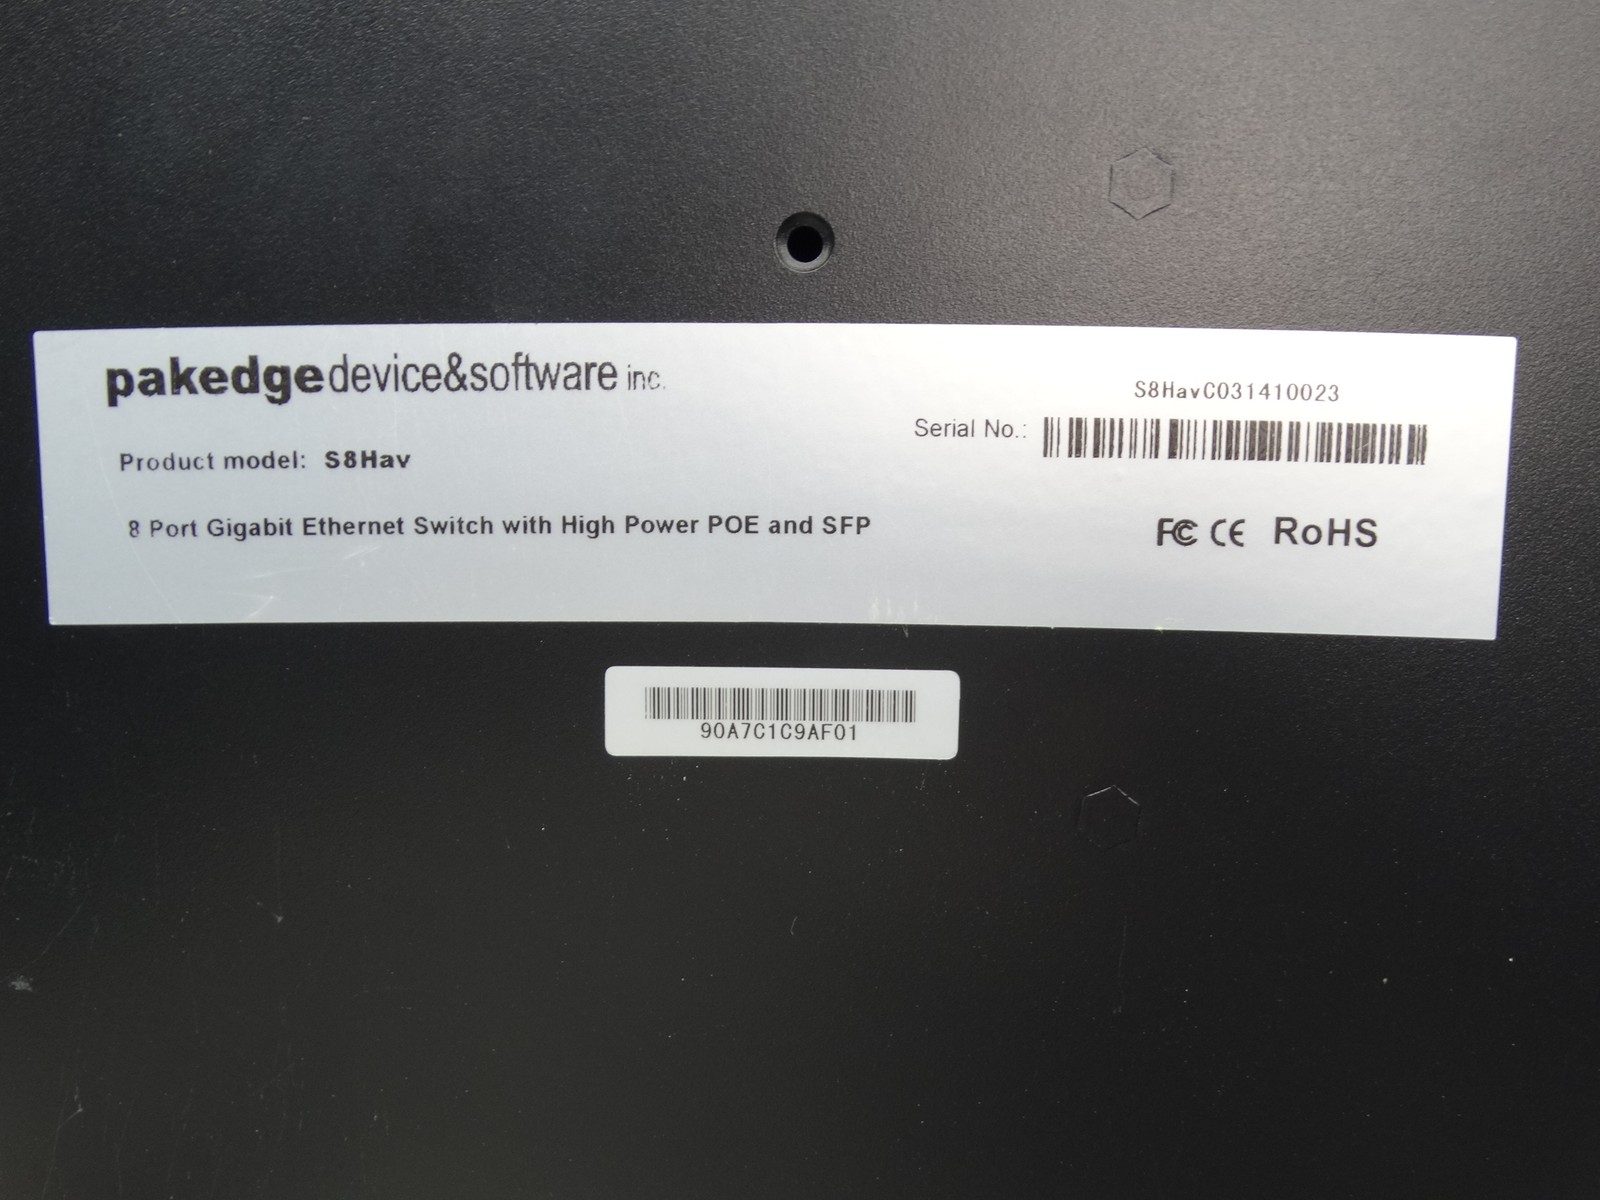 pakedgedevice&software inc.
S8HavC031410023
Serial No.:
Product model: S8Hav
8 Port Gigabit Ethernet Switch with High Power POE and SFP
FC CE RoHS
90A7C1C9AF01